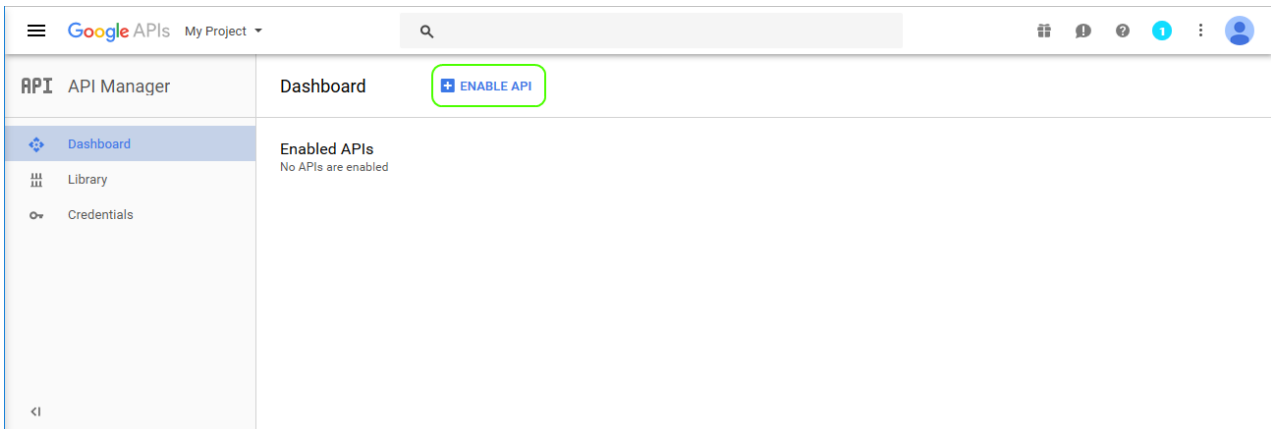 Google APIs My Project
1
API API Manager
Dashboard
ENABLE API
Dashboard
Library
Credentials
Enabled APIs
No APIs are enabled